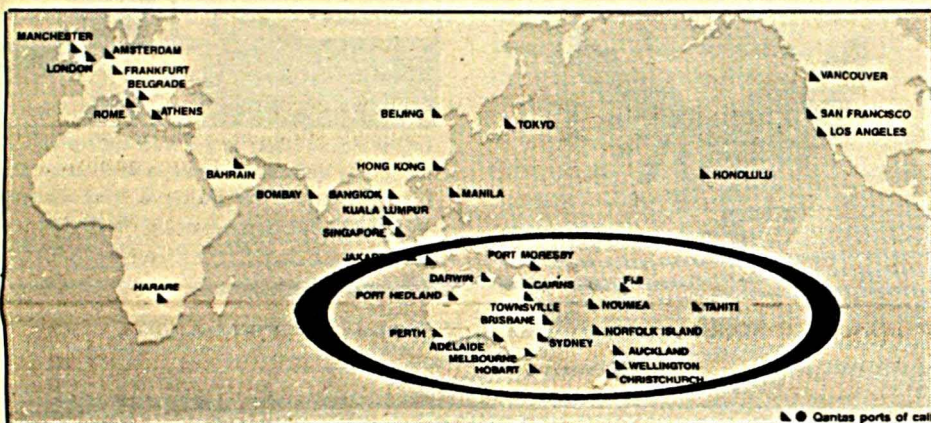 MANCHESTER
AMSTERDAM
LONDON
FRANKFURT
BELGRADE
ROME
ATHENS
BAHRAIN
BOMBAY
BANGKOK
KUALA LUMPUR
SINGAPORE
HONG KONG
BEIJING
TOKYO
MANILA
VANCOUVER
SAN FRANCISCO
LOS ANGELES
HONOLULU
HARARE
PORT MORESBY
DARWIN
CAIRNS
FIJI
PORT HEDLAND
TOWNSVILLE
NOUMEA
TAHITI
BRISBANE
PERTH
NORFOLK ISLAND
ADELAIDE
SYDNEY
MELBOURNE
AUCKLAND
HOBART
WELLINGTON
CHRISTCHURCH
Qantas ports of call